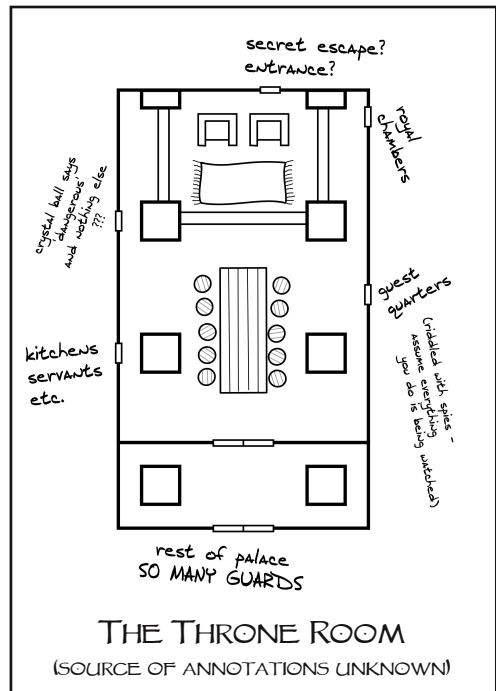 secret escape?
entrance?
royal
chambers
crystal ball says
'dangerous'
and nothing else
???
guest
quarters
(riddled with spies -
assume everything
you do is being watched)
kitchens
servants
etc.
rest of palace
SO MANY GUARDS
THE THRONE ROOM
(SOURCE OF ANNOTATIONS UNKNOWN)